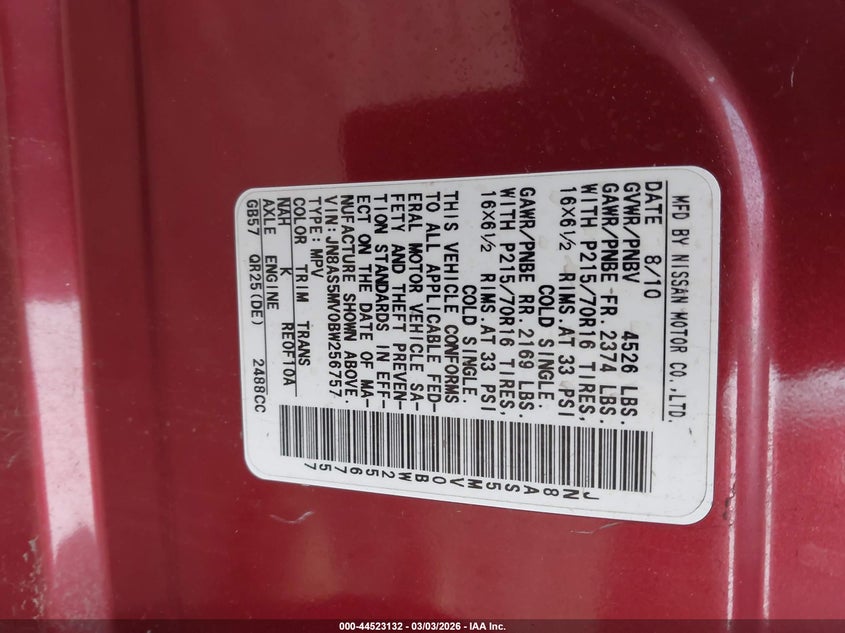 MFD BY NISSAN MOTOR CO.,LTD.
DATE 8/10
GVWR/PNBV 4526 LBS.
GAWR/PNBE FR.2374 LBS.
WITH P215/70R16 TIRES,
16X6½ RIMS.AT 33 PSI
COLD SINGLE.
GAWR/PNBE RR.2169 LBS.
WITH P215/70R16 TIRES,
16X6½ RIMS.AT 33 PSI
COLD SINGLE.
THIS VEHICLE CONFORMS
TO ALL APPLICABLE FED-
ERAL MOTOR VEHICLE SA-
FETY AND THEFT PREVEN-
TION STANDARDS IN EFF-
ECT ON THE DATE OF MA-
NUFACTURE SHOWN ABOVE.
VIN:JN8AS5MV0BW256757
TYPE:MPV
COLOR TRIM TRANS
NAH K RE0F10A
AXLE ENGINE
GB57 QR25(DE) 2488CC
JN8AS5MV0BW256757
000-44523132 - 03/03/2026 - IAA Inc.